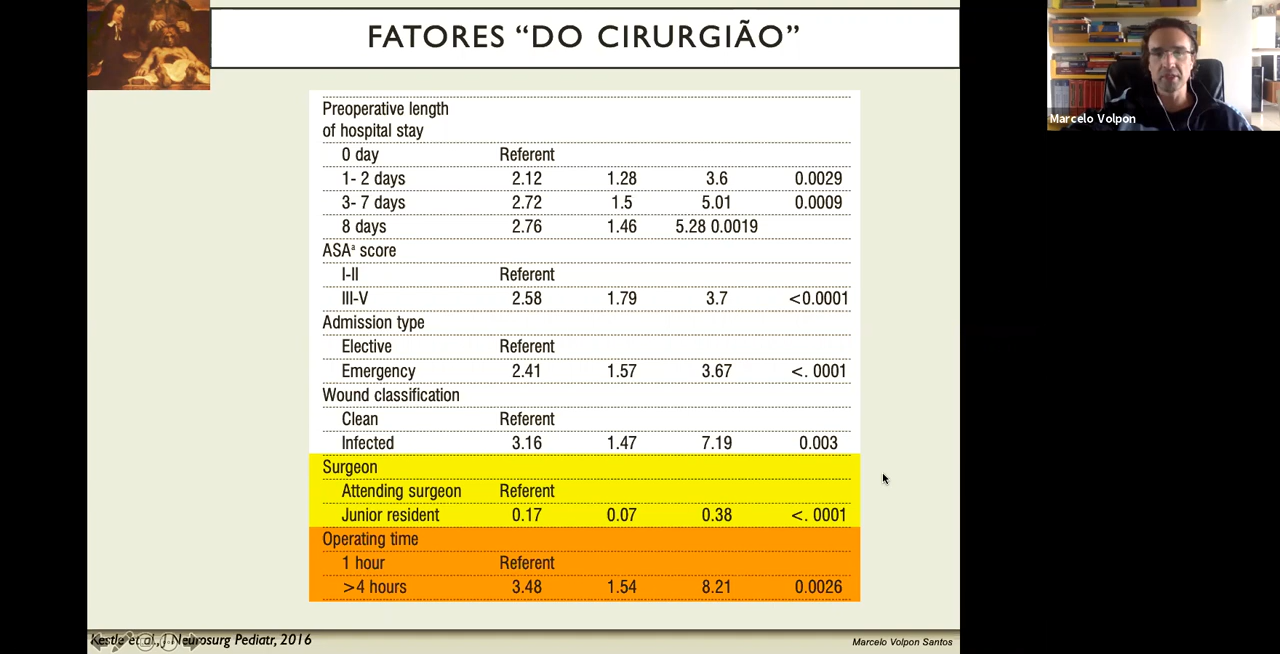 FATORES “DO CIRURGIÃO”
Marcelo Volpon
Preoperative length
of hospital stay
0 day Referent
1- 2 days 2.12 1.28 3.6 0.0029
3- 7 days 2.72 1.5 5.01 0.0009
8 days 2.76 1.46 5.28 0.0019
ASAª score
I-II Referent
III-V 2.58 1.79 3.7 <0.0001
Admission type
Elective Referent
Emergency 2.41 1.57 3.67 <. 0001
Wound classification
Clean Referent
Infected 3.16 1.47 7.19 0.003
Surgeon
Attending surgeon Referent
Junior resident 0.17 0.07 0.38 <. 0001
Operating time
1 hour Referent
>4 hours 3.48 1.54 8.21 0.0026
Kestle et al., J Neurosurg Pediatr, 2016
Marcelo Volpon Santos